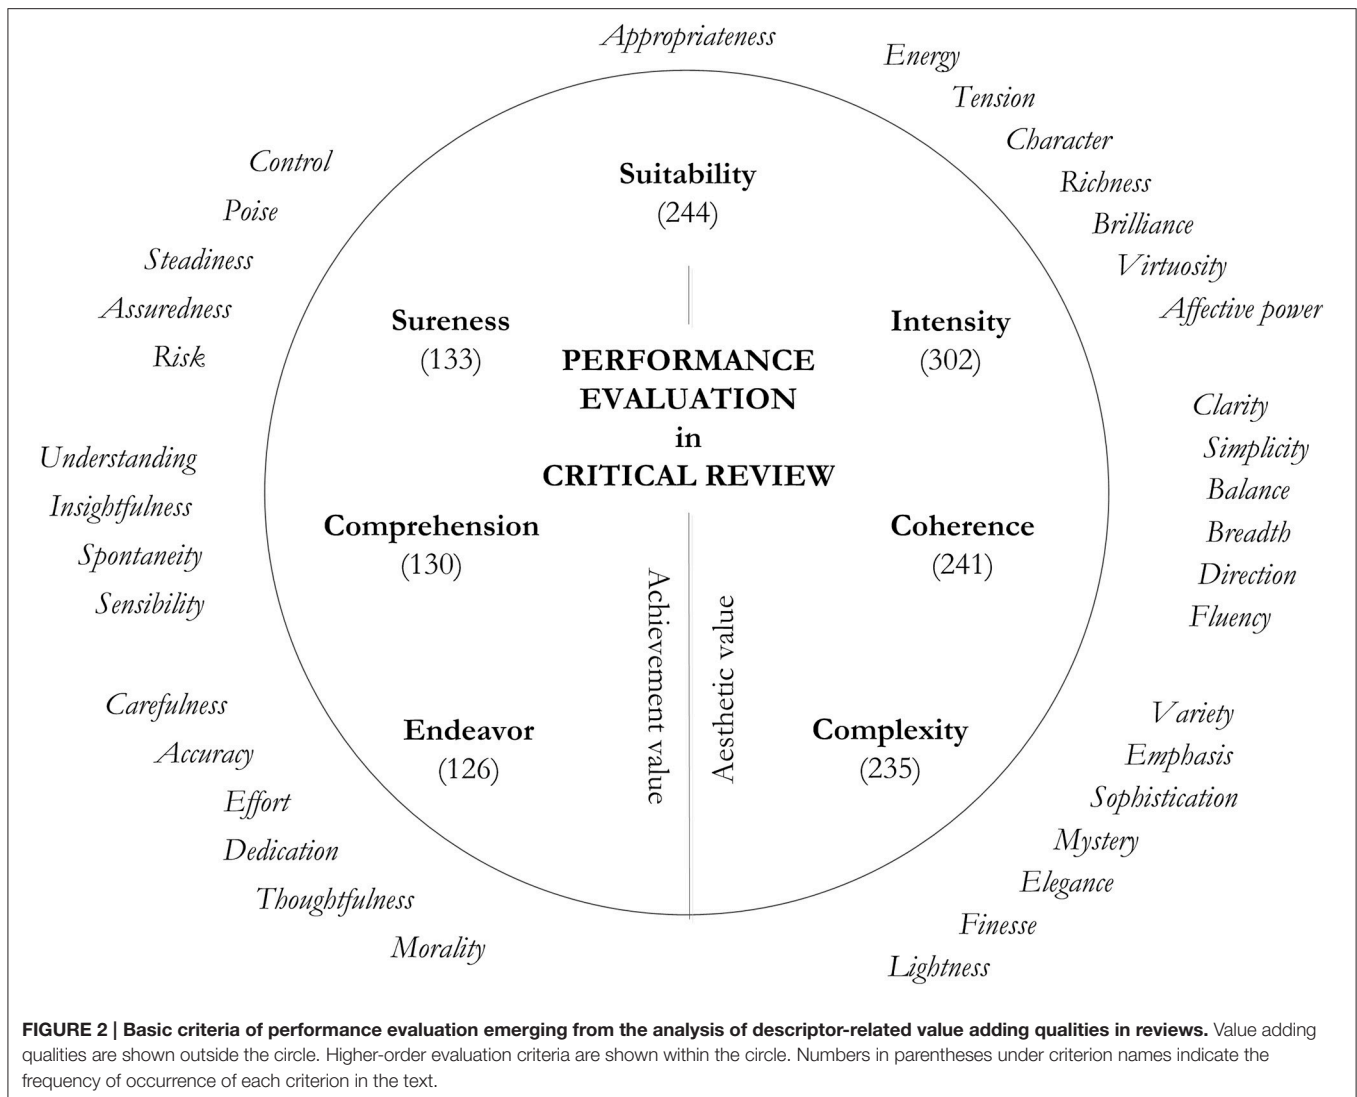 Appropriateness
Energy
Tension
Character
Richness
Brilliance
Virtuosity
Affective power
Control
Poise
Steadiness
Assuredness
Risk
Suitability
(244)
Sureness
(133)
Intensity
(302)
PERFORMANCE
EVALUATION
in
CRITICAL REVIEW
Clarity
Simplicity
Balance
Breadth
Direction
Fluency
Understanding
Insightfulness
Spontaneity
Sensibility
Comprehension
(130)
Coherence
(241)
Achievement value
Aesthetic value
Carefulness
Accuracy
Effort
Dedication
Thoughtfulness
Morality
Endeavor
(126)
Complexity
(235)
Variety
Emphasis
Sophistication
Mystery
Elegance
Finesse
Lightness
FIGURE 2 | Basic criteria of performance evaluation emerging from the analysis of descriptor-related value adding qualities in reviews. Value adding
qualities are shown outside the circle. Higher-order evaluation criteria are shown within the circle. Numbers in parentheses under criterion names indicate the
frequency of occurrence of each criterion in the text.